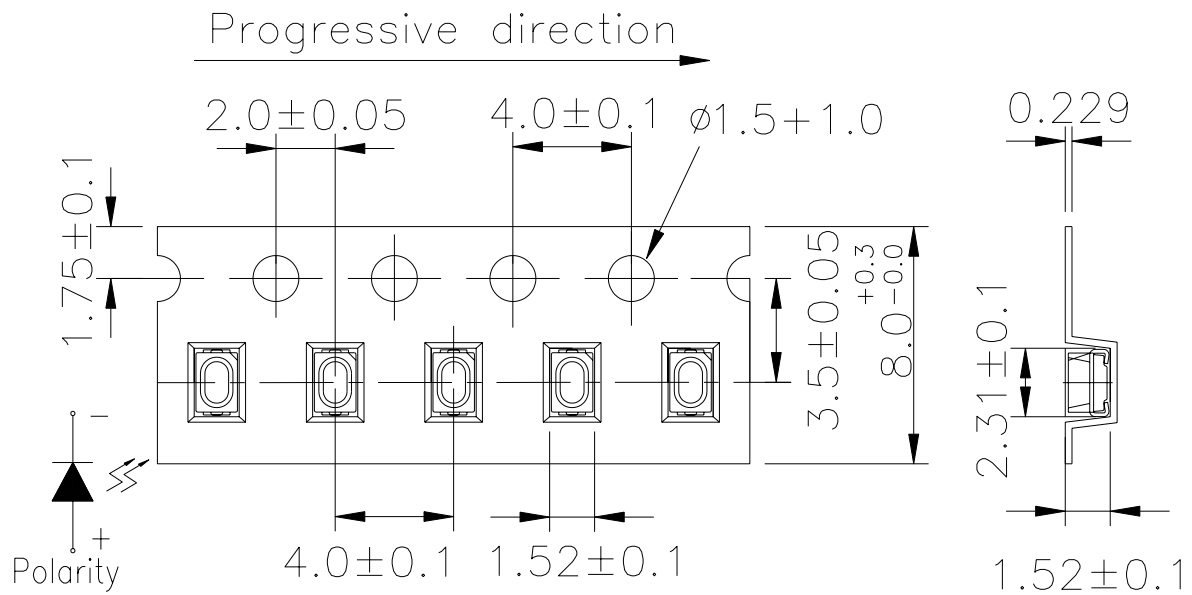 Progressive direction
2.0±0.05
4.0±0.1
ø1.5+1.0
0.229
1.75±0.1
3.5±0.05
8.0 +0.3 -0.0
2.31±0.1
−
+
Polarity
4.0±0.1
1.52±0.1
1.52±0.1